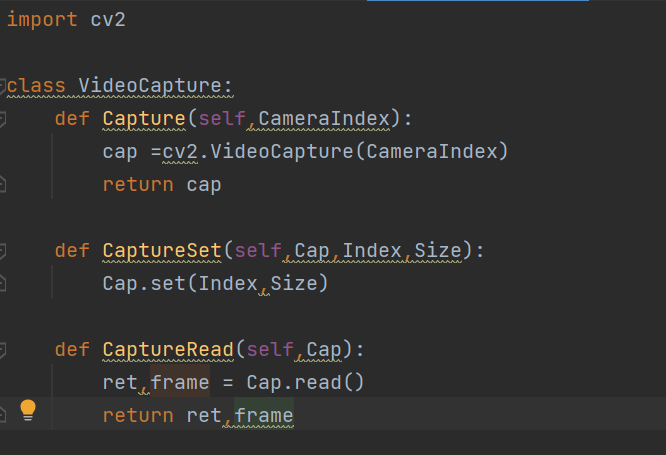 import cv2
class VideoCapture:
def Capture(self,CameraIndex):
cap =cv2.VideoCapture(CameraIndex)
return cap
def CaptureSet(self,Cap,Index,Size):
Cap.set(Index,Size)
def CaptureRead(self,Cap):
ret,frame = Cap.read()
return ret,frame